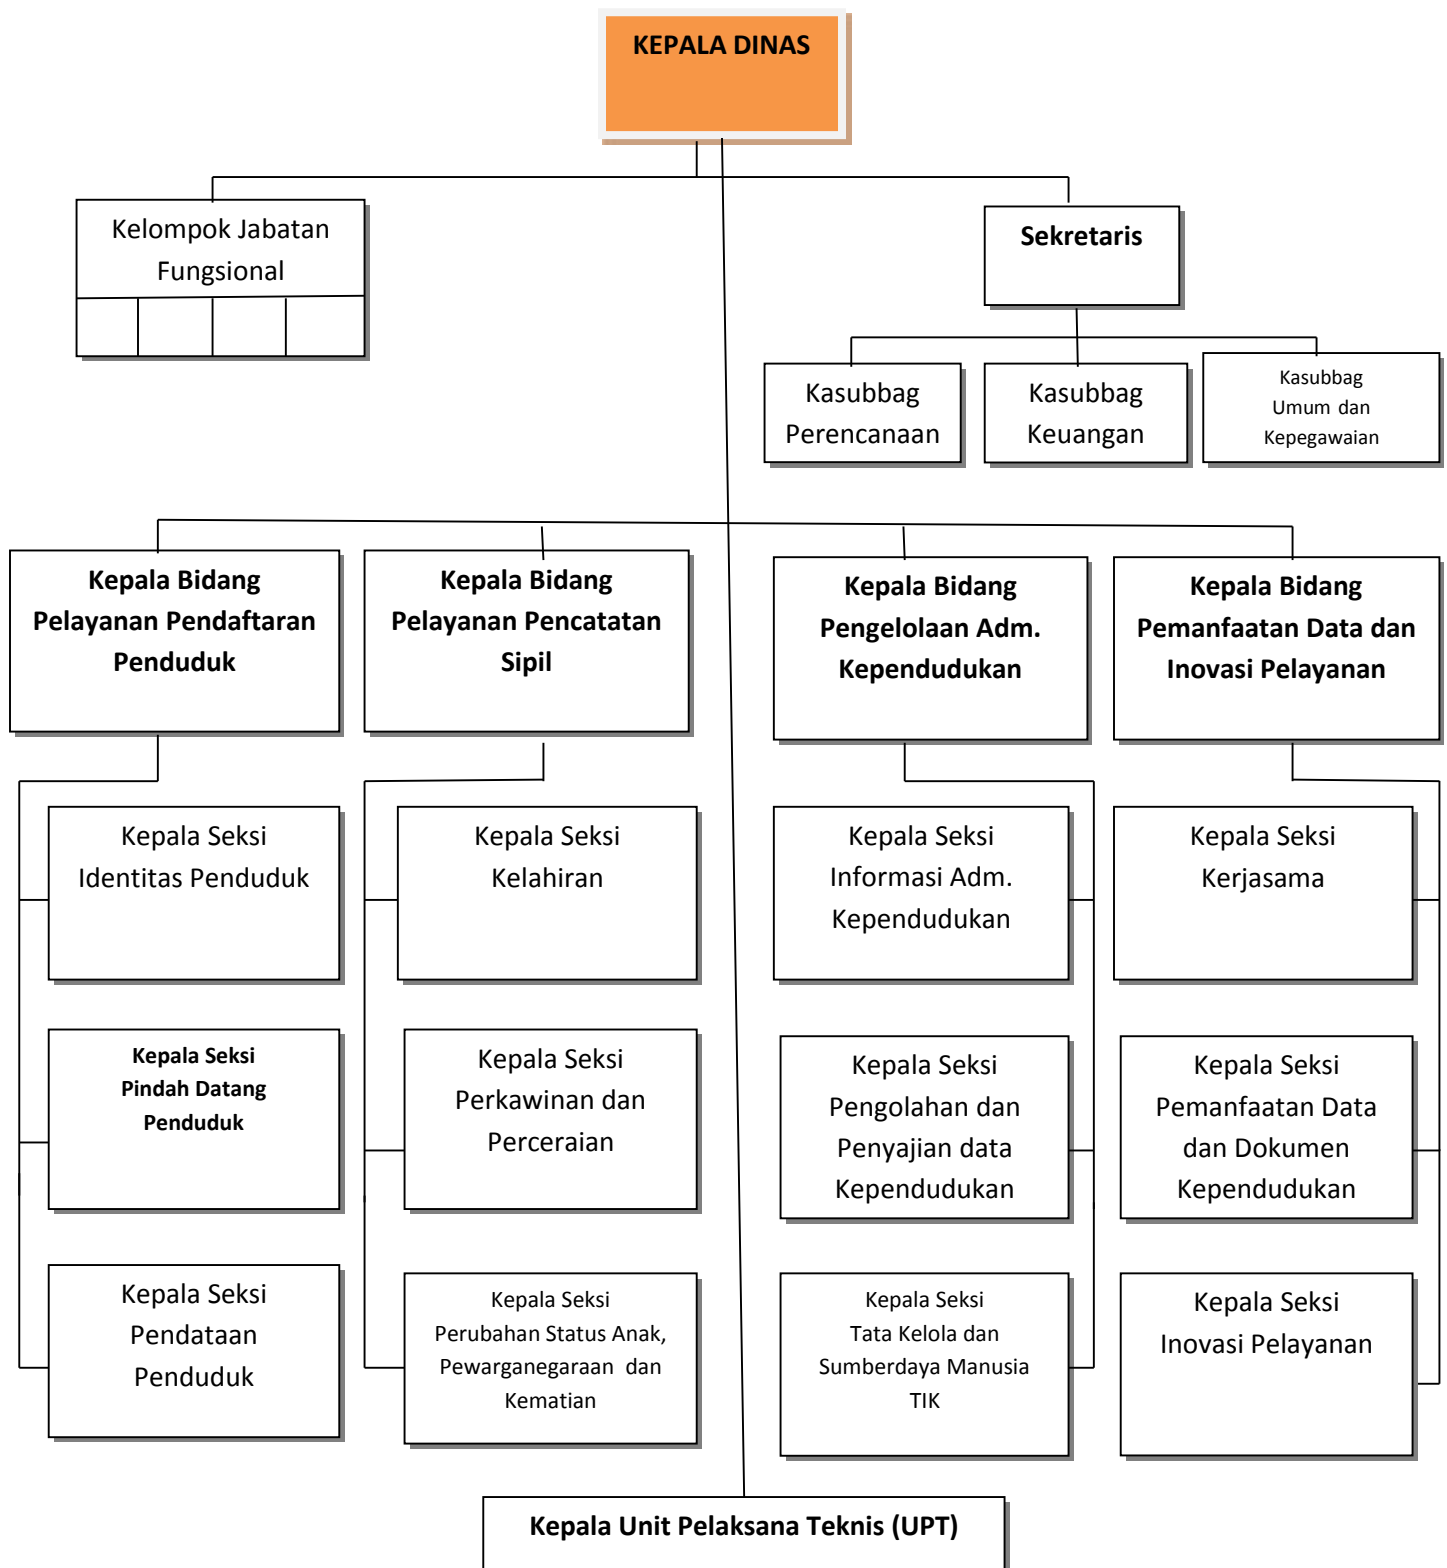 KEPALA DINAS
Kelompok Jabatan
Fungsional
Sekretaris
Kasubbag
Perencanaan
Kasubbag
Keuangan
Kasubbag
Umum dan
Kepegawaian
Kepala Bidang
Pelayanan Pendaftaran
Penduduk
Kepala Bidang
Pelayanan Pencatatan
Sipil
Kepala Bidang
Pengelolaan Adm.
Kependudukan
Kepala Bidang
Pemanfaatan Data dan
Inovasi Pelayanan
Kepala Seksi
Identitas Penduduk
Kepala Seksi
Kelahiran
Kepala Seksi
Informasi Adm.
Kependudukan
Kepala Seksi
Kerjasama
Kepala Seksi
Pindah Datang
Penduduk
Kepala Seksi
Perkawinan dan
Perceraian
Kepala Seksi
Pengolahan dan
Penyajian data
Kependudukan
Kepala Seksi
Pemanfaatan Data
dan Dokumen
Kependudukan
Kepala Seksi
Pendataan
Penduduk
Kepala Seksi
Perubahan Status Anak,
Pewarganegaraan dan
Kematian
Kepala Seksi
Tata Kelola dan
Sumberdaya Manusia
TIK
Kepala Seksi
Inovasi Pelayanan
Kepala Unit Pelaksana Teknis (UPT)